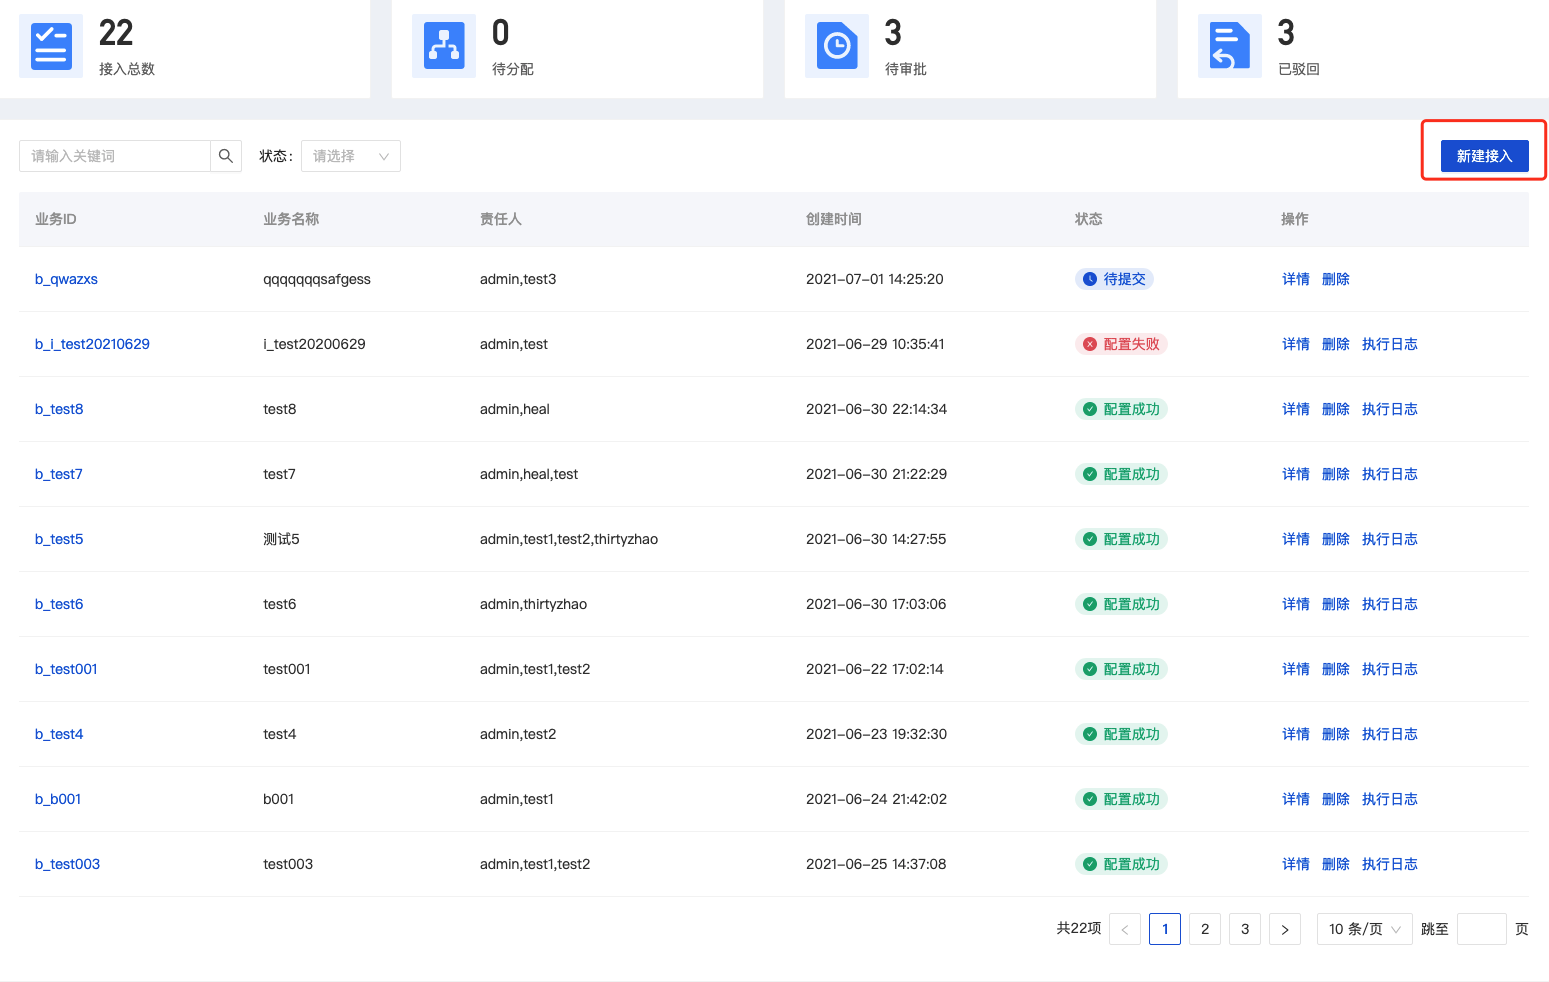 22
接入总数
0
待分配
3
待审批
3
已驳回
请输入关键词 状态: 请选择 新建接入
业务ID 业务名称 责任人 创建时间 状态 操作
b_qwazxs qqqqqqqsafgess admin,test3 2021-07-01 14:25:20 待提交 详情 删除
b_i_test20210629 i_test20200629 admin,test 2021-06-29 10:35:41 配置失败 详情 删除 执行日志
b_test8 test8 admin,heal 2021-06-30 22:14:34 配置成功 详情 删除 执行日志
b_test7 test7 admin,heal,test 2021-06-30 21:22:29 配置成功 详情 删除 执行日志
b_test5 测试5 admin,test1,test2,thirtyzhao 2021-06-30 14:27:55 配置成功 详情 删除 执行日志
b_test6 test6 admin,thirtyzhao 2021-06-30 17:03:06 配置成功 详情 删除 执行日志
b_test001 test001 admin,test1,test2 2021-06-22 17:02:14 配置成功 详情 删除 执行日志
b_test4 test4 admin,test2 2021-06-23 19:32:30 配置成功 详情 删除 执行日志
b_b001 b001 admin,test1 2021-06-24 21:42:02 配置成功 详情 删除 执行日志
b_test003 test003 admin,test1,test2 2021-06-25 14:37:08 配置成功 详情 删除 执行日志
共22项 < 1 2 3 > 10 条/页 跳至 页